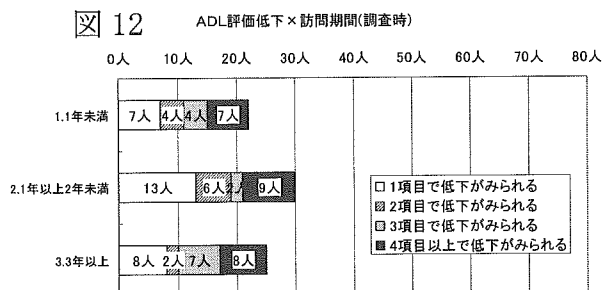 図 12 ADL評価低下×訪問期間(調査時)
0人 10人 20人 30人 40人 50人 60人 70人 80人
1.1年未満 7人 4人 4人 7人
2.1年以上2年未満 13人 6人 2人 9人
□1項目で低下がみられる
2項目で低下がみられる
3項目で低下がみられる
4項目以上で低下がみられる
3.3年以上 8人 2人 7人 8人